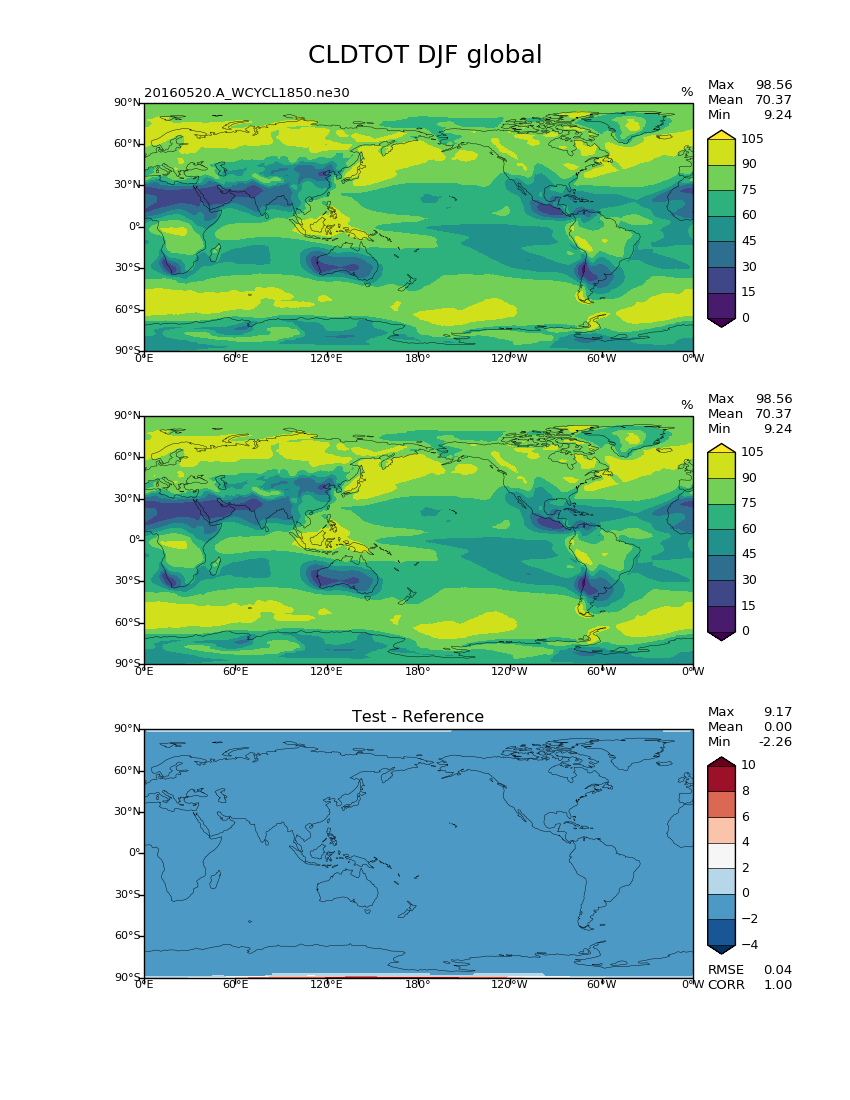 CLDTOT DJF global
20160520.A_WCYCL1850.ne30
%
Max 98.56
Mean 70.37
Min 9.24
90°N
60°N
30°N
0°
30°S
60°S
90°S
0°E 60°E 120°E 180° 120°W 60°W 0°W
105
90
75
60
45
30
15
0
%
Max 98.56
Mean 70.37
Min 9.24
90°N
60°N
30°N
0°
30°S
60°S
90°S
0°E 60°E 120°E 180° 120°W 60°W 0°W
105
90
75
60
45
30
15
0
Test - Reference
Max 9.17
Mean 0.00
Min -2.26
90°N
60°N
30°N
0°
30°S
60°S
90°S
0°E 60°E 120°E 180° 120°W 60°W 0°W
10
8
6
4
2
0
−2
−4
RMSE 0.04
CORR 1.00